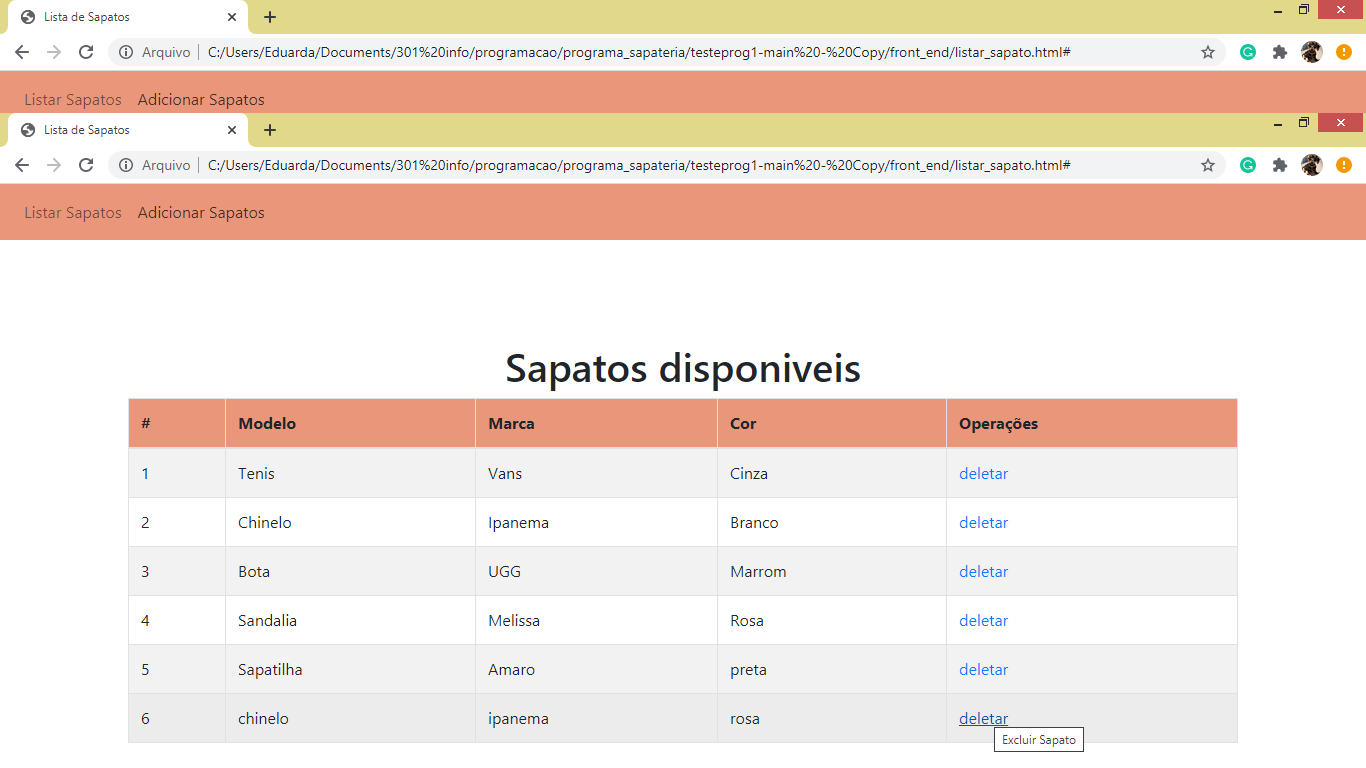 Lista de Sapatos
Arquivo C:/Users/Eduarda/Documents/301%20info/programacao/programa_sapateria/testeprog1-main%20-%20Copy/front_end/listar_sapato.html#
Listar Sapatos Adicionar Sapatos
Lista de Sapatos
Arquivo C:/Users/Eduarda/Documents/301%20info/programacao/programa_sapateria/testeprog1-main%20-%20Copy/front_end/listar_sapato.html#
Listar Sapatos Adicionar Sapatos
Sapatos disponiveis
# Modelo Marca Cor Operações
1 Tenis Vans Cinza deletar
2 Chinelo Ipanema Branco deletar
3 Bota UGG Marrom deletar
4 Sandalia Melissa Rosa deletar
5 Sapatilha Amaro preta deletar
6 chinelo ipanema rosa deletar
Excluir Sapato